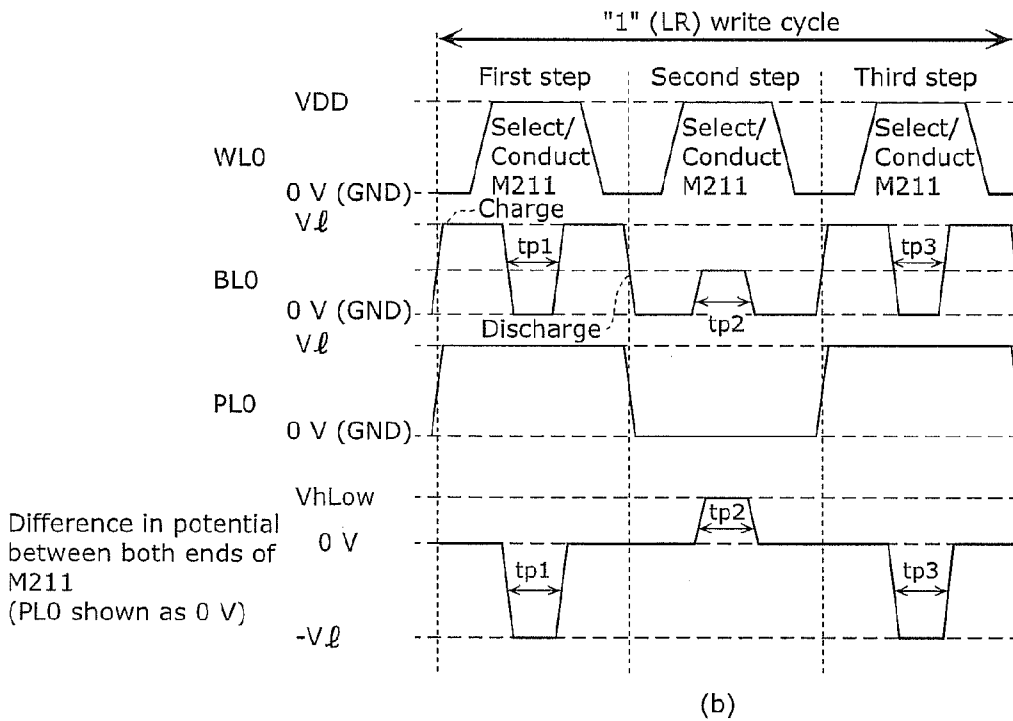 "1" (LR) write cycle
First step
Second step
Third step
VDD
WL0
0 V (GND)
Select/
Conduct
M211
Select/
Conduct
M211
Select/
Conduct
M211
Vℓ
Charge
tp1
tp3
BL0
0 V (GND)
Discharge
tp2
Vℓ
PL0
0 V (GND)
VhLow
Difference in potential
between both ends of
M211
(PL0 shown as 0 V)
0 V
tp2
tp1
tp3
-Vℓ
(b)